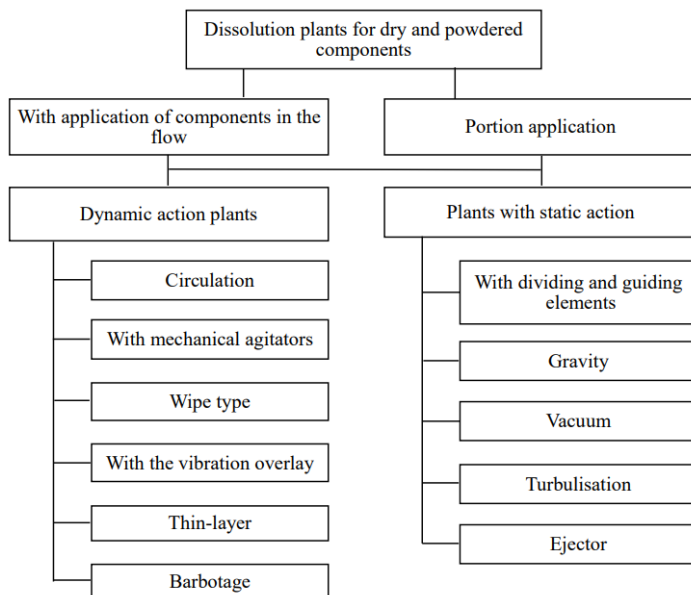 Dissolution plants for dry and powdered
components
With application of components in the
flow
Portion application
Dynamic action plants
Plants with static action
Circulation
With mechanical agitators
Wipe type
With the vibration overlay
Thin-layer
Barbotage
With dividing and guiding
elements
Gravity
Vacuum
Turbulisation
Ejector